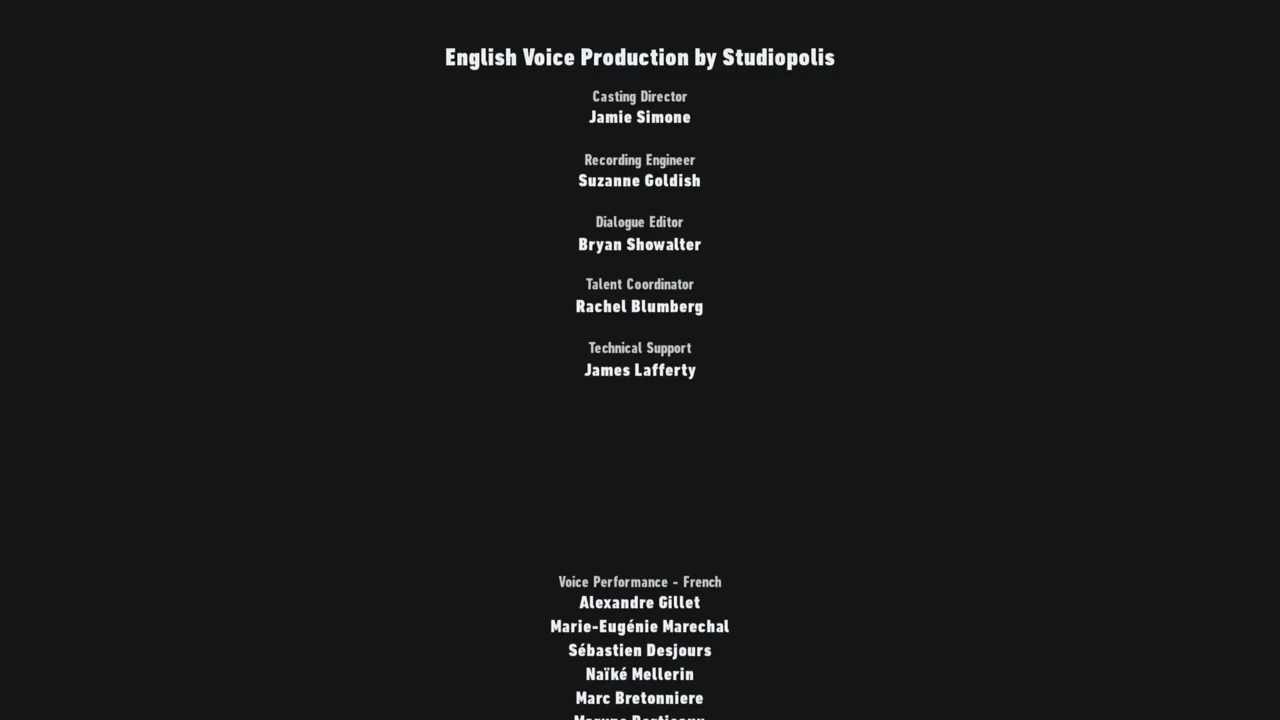 English Voice Production by Studiopolis
Casting Director
Jamie Simone
Recording Engineer
Suzanne Goldish
Dialogue Editor
Bryan Showalter
Talent Coordinator
Rachel Blumberg
Technical Support
James Lafferty
Voice Performance - French
Alexandre Gillet
Marie-Eugénie Marechal
Sébastien Desjours
Naïké Mellerin
Marc Bretonniere